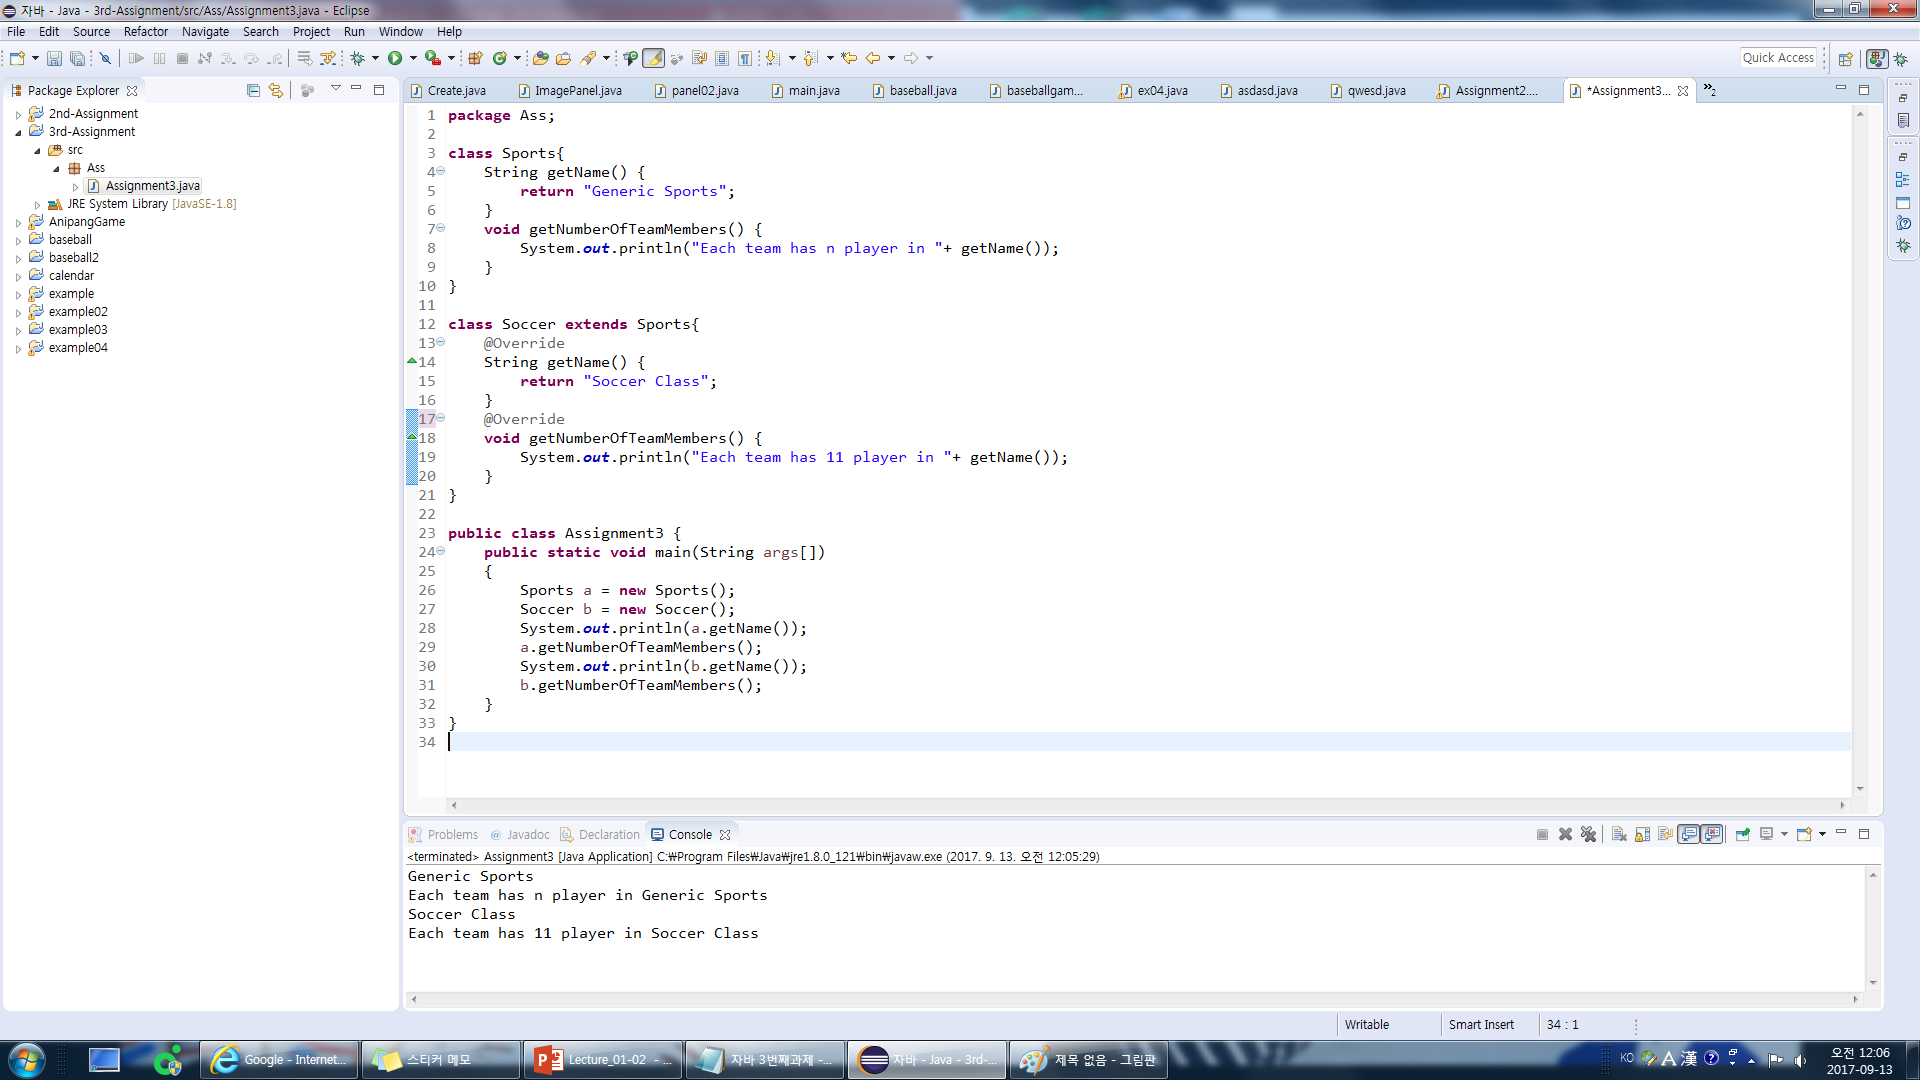 자바 - Java - 3rd-Assignment/src/Ass/Assignment3.java - Eclipse
File Edit Source Refactor Navigate Search Project Run Window Help
Quick Access
Package Explorer
2nd-Assignment
3rd-Assignment
src
Ass
Assignment3.java
JRE System Library [JavaSE-1.8]
AnipangGame
baseball
baseball2
calendar
example
example02
example03
example04
Create.java ImagePanel.java panel02.java main.java baseball.java baseballgam... ex04.java asdasd.java qwesd.java Assignment2.... *Assignment3... »2
1 package Ass;
2
3 class Sports{
4 String getName() {
5 return "Generic Sports";
6 }
7 void getNumberOfTeamMembers() {
8 System.out.println("Each team has n player in "+ getName());
9 }
10 }
11
12 class Soccer extends Sports{
13 @Override
14 String getName() {
15 return "Soccer Class";
16 }
17 @Override
18 void getNumberOfTeamMembers() {
19 System.out.println("Each team has 11 player in "+ getName());
20 }
21 }
22
23 public class Assignment3 {
24 public static void main(String args[])
25 {
26 Sports a = new Sports();
27 Soccer b = new Soccer();
28 System.out.println(a.getName());
29 a.getNumberOfTeamMembers();
30 System.out.println(b.getName());
31 b.getNumberOfTeamMembers();
32 }
33 }
34
Problems @ Javadoc Declaration Console
<terminated> Assignment3 [Java Application] C:₩Program Files₩Java₩jre1.8.0_121₩bin₩javaw.exe (2017. 9. 13. 오전 12:05:29)
Generic Sports
Each team has n player in Generic Sports
Soccer Class
Each team has 11 player in Soccer Class
Writable Smart Insert 34 : 1
Google - Internet... 스티커 메모 Lecture_01-02 - ... 자바 3번째과제 -... 자바 - Java - 3rd-... 제목 없음 - 그림판
KO A 漢 오전 12:06
2017-09-13